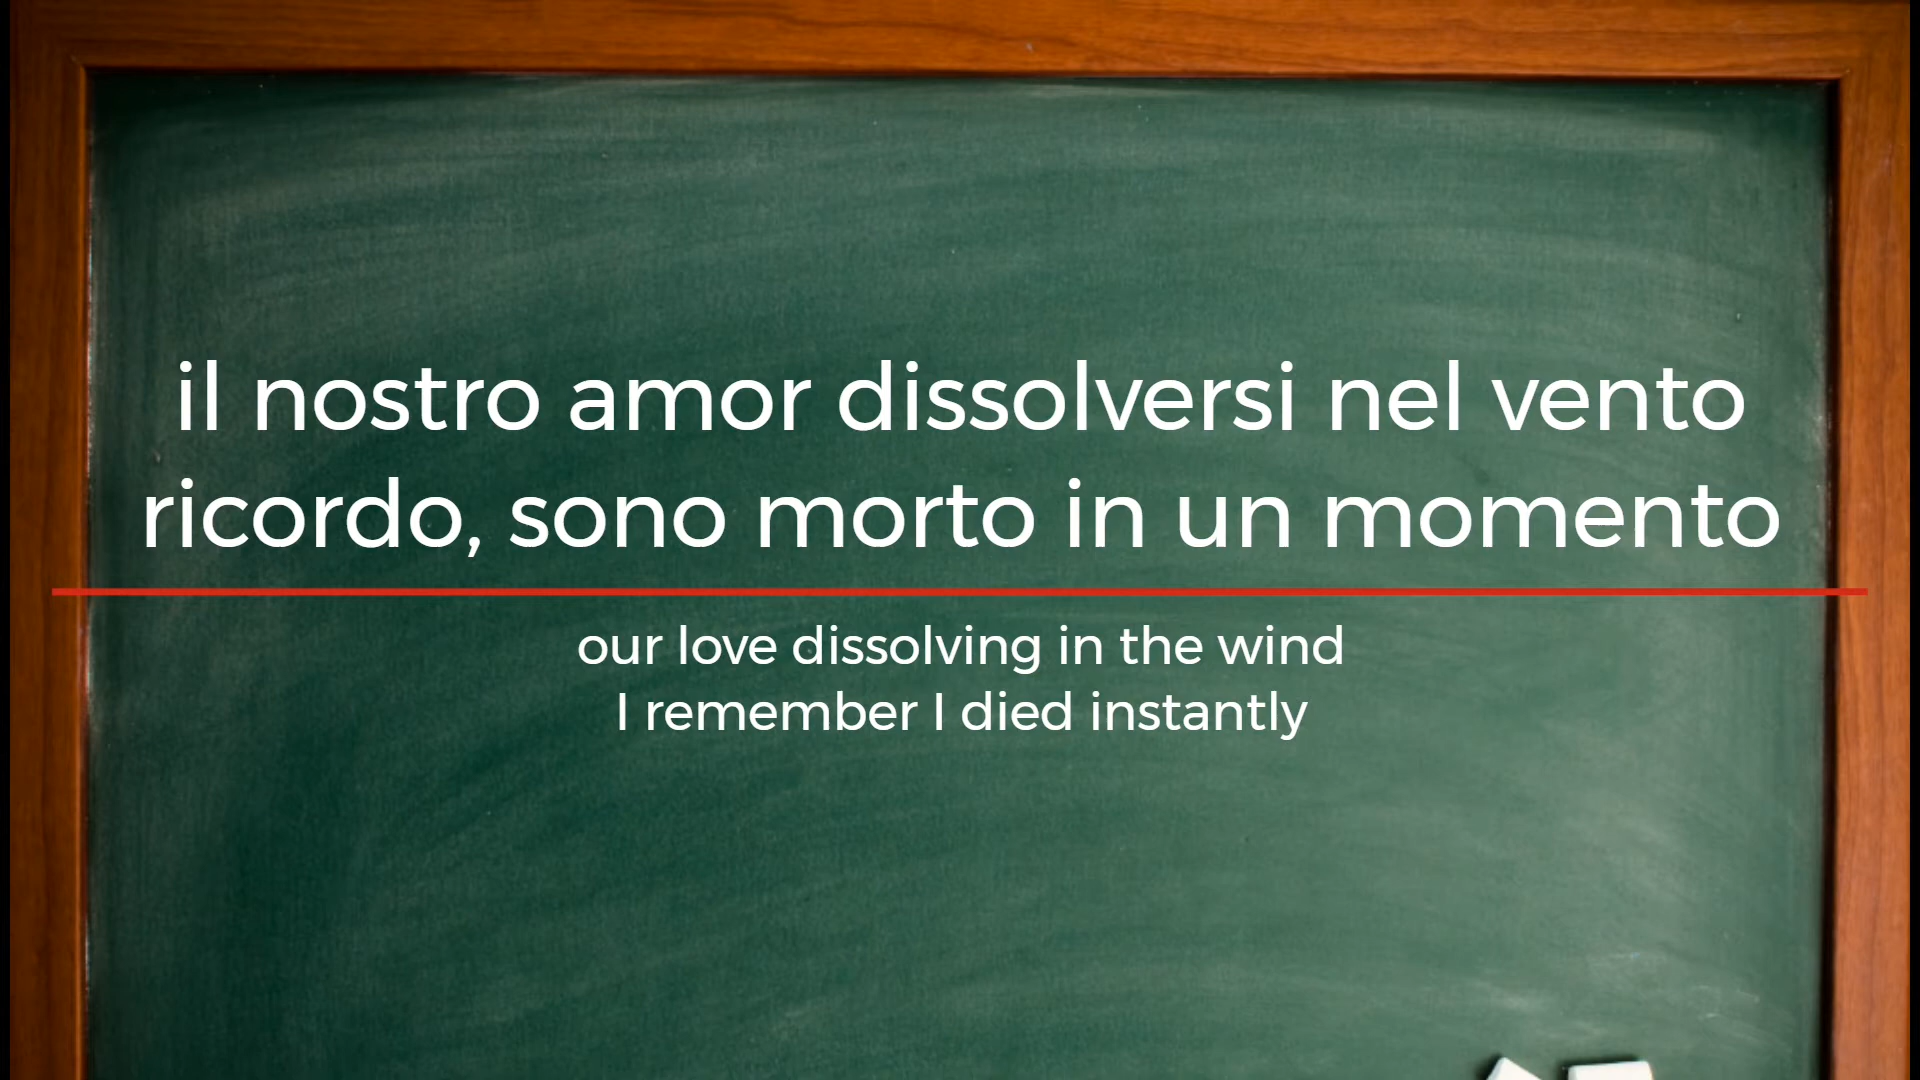 il nostro amor dissolversi nel vento
ricordo, sono morto in un momento
our love dissolving in the wind
I remember I died instantly